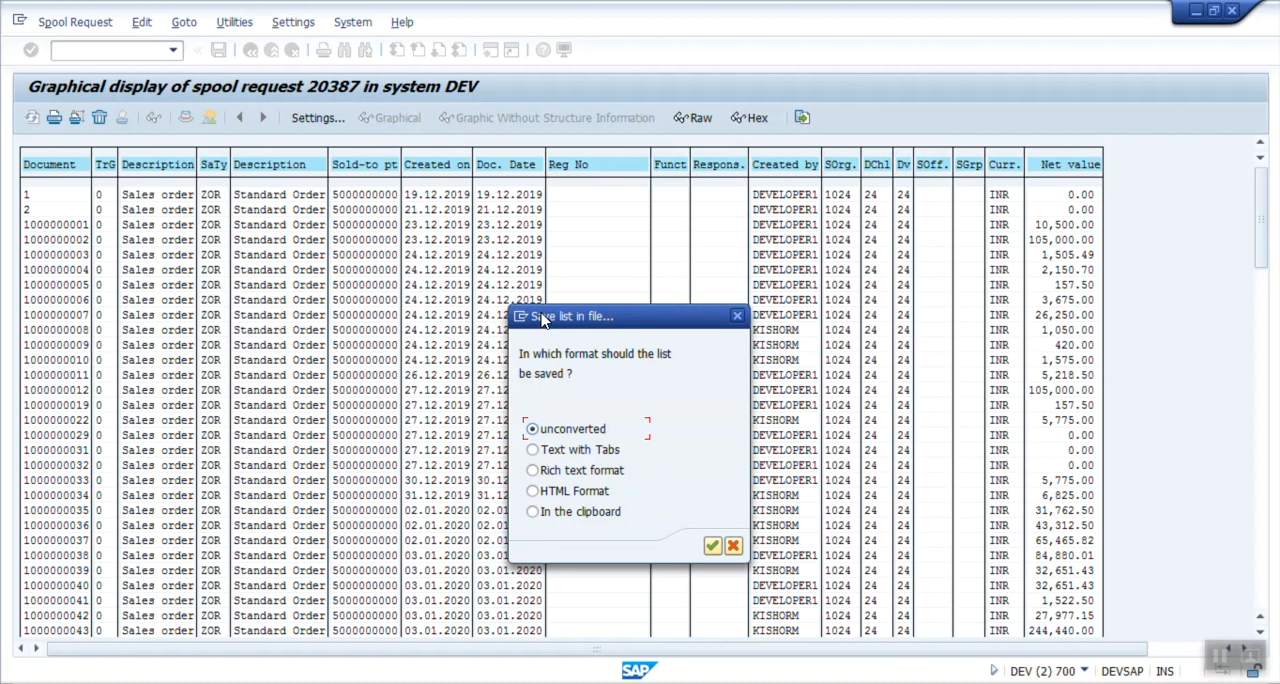 Spool Request Edit Goto Utilities Settings System Help
Graphical display of spool request 20387 in system DEV
Settings... Graphical Graphic Without Structure Information Raw Hex
Document TrG Description SaTy Description Sold-to pt Created on Doc. Date Reg No Funct Respons. Created by SOrg. DChl Dv SOff. SGrp Curr. Net value
1 0 Sales order ZOR Standard Order 5000000000 19.12.2019 19.12.2019 DEVELOPER1 1024 24 24 INR 0.00
2 0 Sales order ZOR Standard Order 5000000000 21.12.2019 21.12.2019 DEVELOPER1 1024 24 24 INR 0.00
1000000001 0 Sales order ZOR Standard Order 5000000000 23.12.2019 23.12.2019 DEVELOPER1 1024 24 24 INR 10,500.00
1000000002 0 Sales order ZOR Standard Order 5000000000 23.12.2019 23.12.2019 DEVELOPER1 1024 24 24 INR 105,000.00
1000000003 0 Sales order ZOR Standard Order 5000000000 24.12.2019 24.12.2019 DEVELOPER1 1024 24 24 INR 1,505.49
1000000004 0 Sales order ZOR Standard Order 5000000000 24.12.2019 24.12.2019 DEVELOPER1 1024 24 24 INR 2,150.70
1000000005 0 Sales order ZOR Standard Order 5000000000 24.12.2019 24.12.2019 DEVELOPER1 1024 24 24 INR 157.50
1000000006 0 Sales order ZOR Standard Order 5000000000 24.12.2019 24.12.2019 DEVELOPER1 1024 24 24 INR 3,675.00
1000000007 0 Sales order ZOR Standard Order 5000000000 24.12.2019 24.12 DEVELOPER1 1024 24 24 INR 26,250.00
1000000008 0 Sales order ZOR Standard Order 5000000000 24.12.2019 24.12 KISHORM 1024 24 24 INR 1,050.00
1000000009 0 Sales order ZOR Standard Order 5000000000 24.12.2019 24.12 KISHORM 1024 24 24 INR 420.00
1000000010 0 Sales order ZOR Standard Order 5000000000 24.12.2019 24.12 KISHORM 1024 24 24 INR 1,575.00
1000000011 0 Sales order ZOR Standard Order 5000000000 26.12.2019 26.12 DEVELOPER1 1024 24 24 INR 5,218.50
1000000012 0 Sales order ZOR Standard Order 5000000000 27.12.2019 27.12 DEVELOPER1 1024 24 24 INR 105,000.00
1000000019 0 Sales order ZOR Standard Order 5000000000 27.12.2019 27.12 DEVELOPER1 1024 24 24 INR 157.50
1000000022 0 Sales order ZOR Standard Order 5000000000 27.12.2019 27.12 KISHORM 1024 24 24 INR 5,775.00
1000000029 0 Sales order ZOR Standard Order 5000000000 27.12.2019 27.12 DEVELOPER1 1024 24 24 INR 0.00
1000000031 0 Sales order ZOR Standard Order 5000000000 27.12.2019 27.12 DEVELOPER1 1024 24 24 INR 0.00
1000000032 0 Sales order ZOR Standard Order 5000000000 27.12.2019 27.12 DEVELOPER1 1024 24 24 INR 0.00
1000000033 0 Sales order ZOR Standard Order 5000000000 30.12.2019 30.12 DEVELOPER1 1024 24 24 INR 5,775.00
1000000034 0 Sales order ZOR Standard Order 5000000000 31.12.2019 31.12 KISHORM 1024 24 24 INR 6,825.00
1000000035 0 Sales order ZOR Standard Order 5000000000 02.01.2020 02.01 KISHORM 1024 24 24 INR 31,762.50
1000000036 0 Sales order ZOR Standard Order 5000000000 02.01.2020 02.01 KISHORM 1024 24 24 INR 43,312.50
1000000037 0 Sales order ZOR Standard Order 5000000000 02.01.2020 02.01 KISHORM 1024 24 24 INR 65,465.82
1000000038 0 Sales order ZOR Standard Order 5000000000 03.01.2020 03.01 DEVELOPER1 1024 24 24 INR 84,880.01
1000000039 0 Sales order ZOR Standard Order 5000000000 03.01.2020 03.01.2020 KISHORM 1024 24 24 INR 32,651.43
1000000040 0 Sales order ZOR Standard Order 5000000000 03.01.2020 03.01.2020 DEVELOPER1 1024 24 24 INR 32,651.43
1000000041 0 Sales order ZOR Standard Order 5000000000 03.01.2020 03.01.2020 DEVELOPER1 1024 24 24 INR 1,522.50
1000000042 0 Sales order ZOR Standard Order 5000000000 03.01.2020 03.01.2020 KISHORM 1024 24 24 INR 27,977.15
1000000043 0 Sales order ZOR Standard Order 5000000000 03.01.2020 03.01.2020 KISHORM 1024 24 24 INR 244,440.00
Save list in file...
In which format should the list
be saved ?
unconverted
Text with Tabs
Rich text format
HTML Format
In the clipboard
SAP
DEV (2) 700 DEVSAP INS